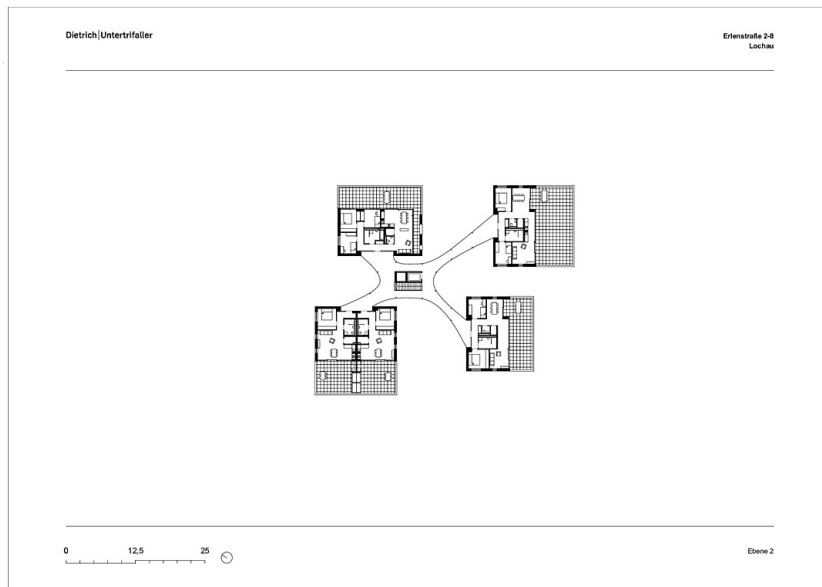 Dietrich|Untertrifaller
Erlenstraße 2-8
Lochau
0 12,5 25
Ebene 2